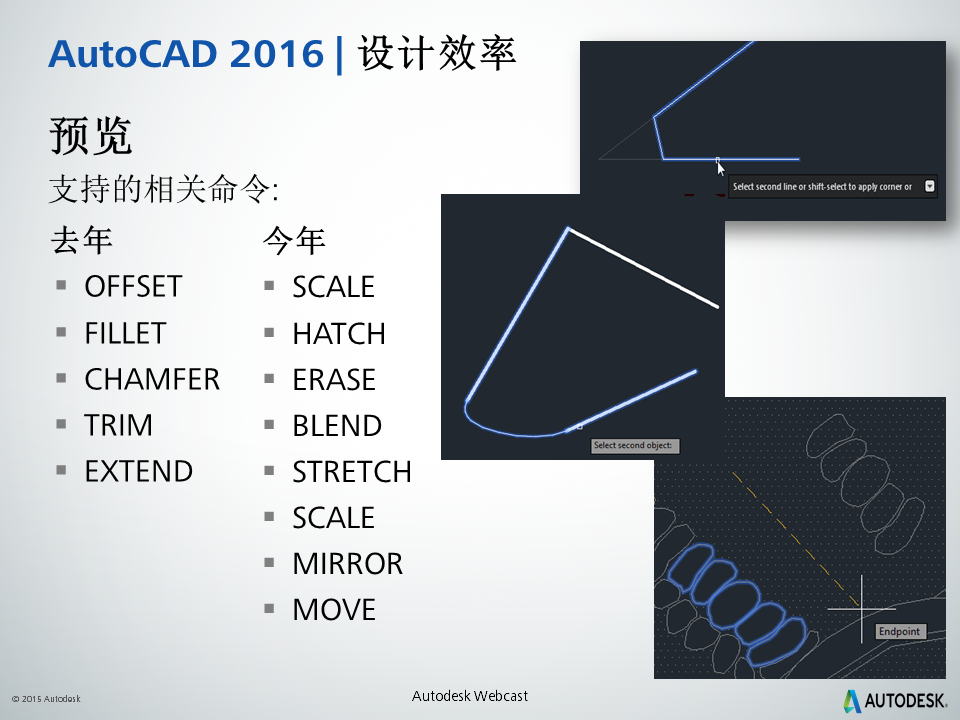 AutoCAD 2016 | 设计效率
预览
支持的相关命令:
去年
OFFSET
FILLET
CHAMFER
TRIM
EXTEND
今年
SCALE
HATCH
ERASE
BLEND
STRETCH
SCALE
MIRROR
MOVE
Select second line or shift-select to apply corner or
Select second object:
Endpoint
© 2015 Autodesk
Autodesk Webcast
AUTODESK.